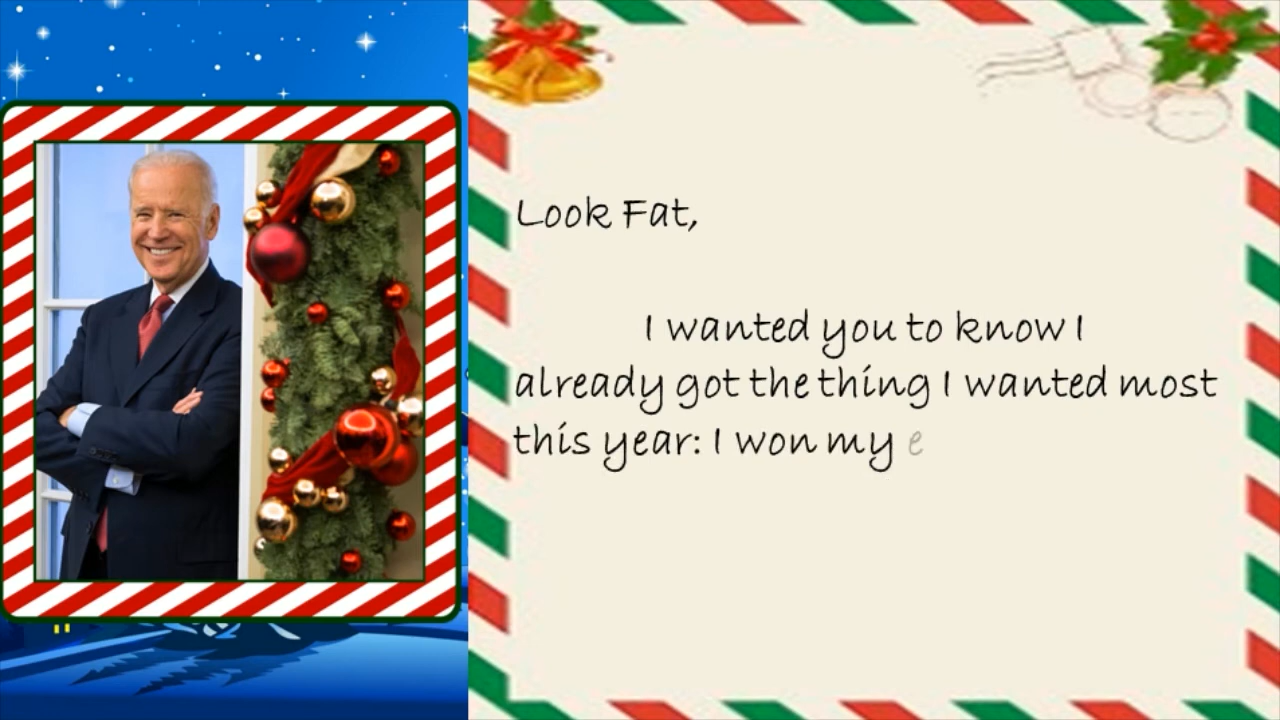 Look Fat,
I wanted you to know I
already got the thing I wanted most
this year: I won my e